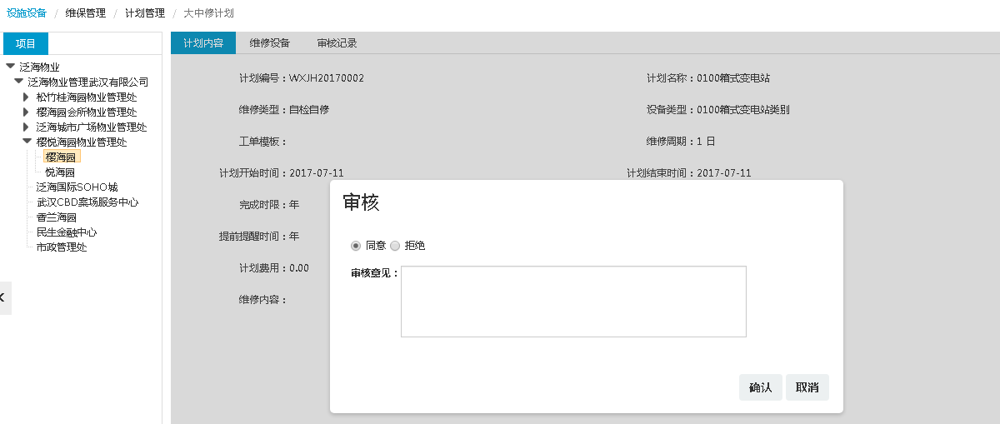 设施设备 / 维保管理 / 计划管理 / 大中修计划
项目
泛海物业
泛海物业管理武汉有限公司
松竹桂海园物业管理处
樱海园会所物业管理处
泛海城市广场物业管理处
樱悦海园物业管理处
樱海园
悦海园
泛海国际SOHO城
武汉CBD案场服务中心
香兰海园
民生金融中心
市政管理处
计划内容 维修设备 审核记录
计划编号：WXJH20170002 计划名称：0100箱式变电站
维修类型：自检自修 设备类型：0100箱式变电站类别
工单模板： 维修周期：1 日
计划开始时间：2017-07-11 计划结束时间：2017-07-11
完成时限：年
提前提醒时间：年
计划费用：0.00
维修内容：
审核
同意 拒绝
审核意见：
确认 取消